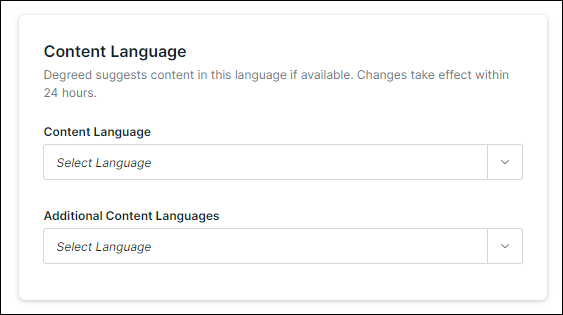 Content Language
Degreed suggests content in this language if available. Changes take effect within
24 hours.
Content Language
Select Language
Additional Content Languages
Select Language